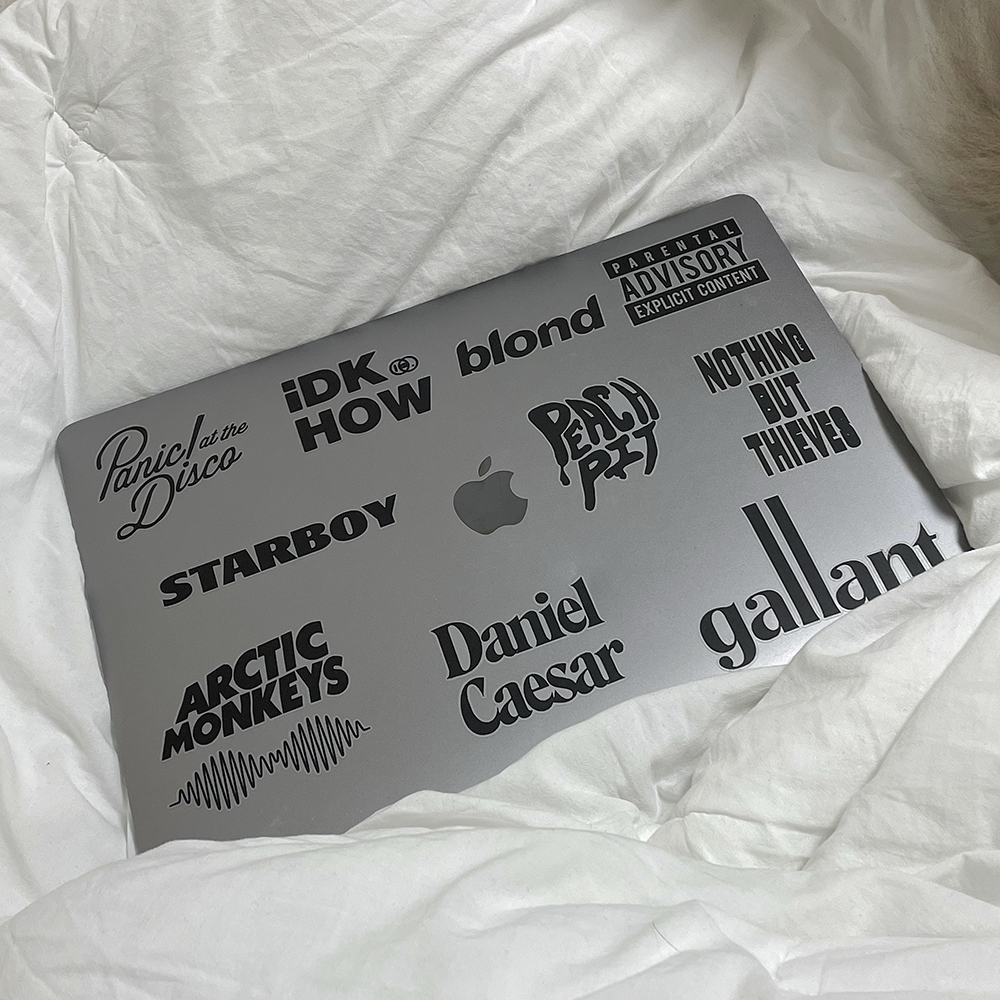 PARENTAL
ADVISORY
EXPLICIT CONTENT
blond
iDK
HOW
Panic! at the
Disco
PEACH
PIT
NOTHING
BUT
THIEVES
STARBOY
gallant
Daniel
Caesar
ARCTIC
MONKEYS